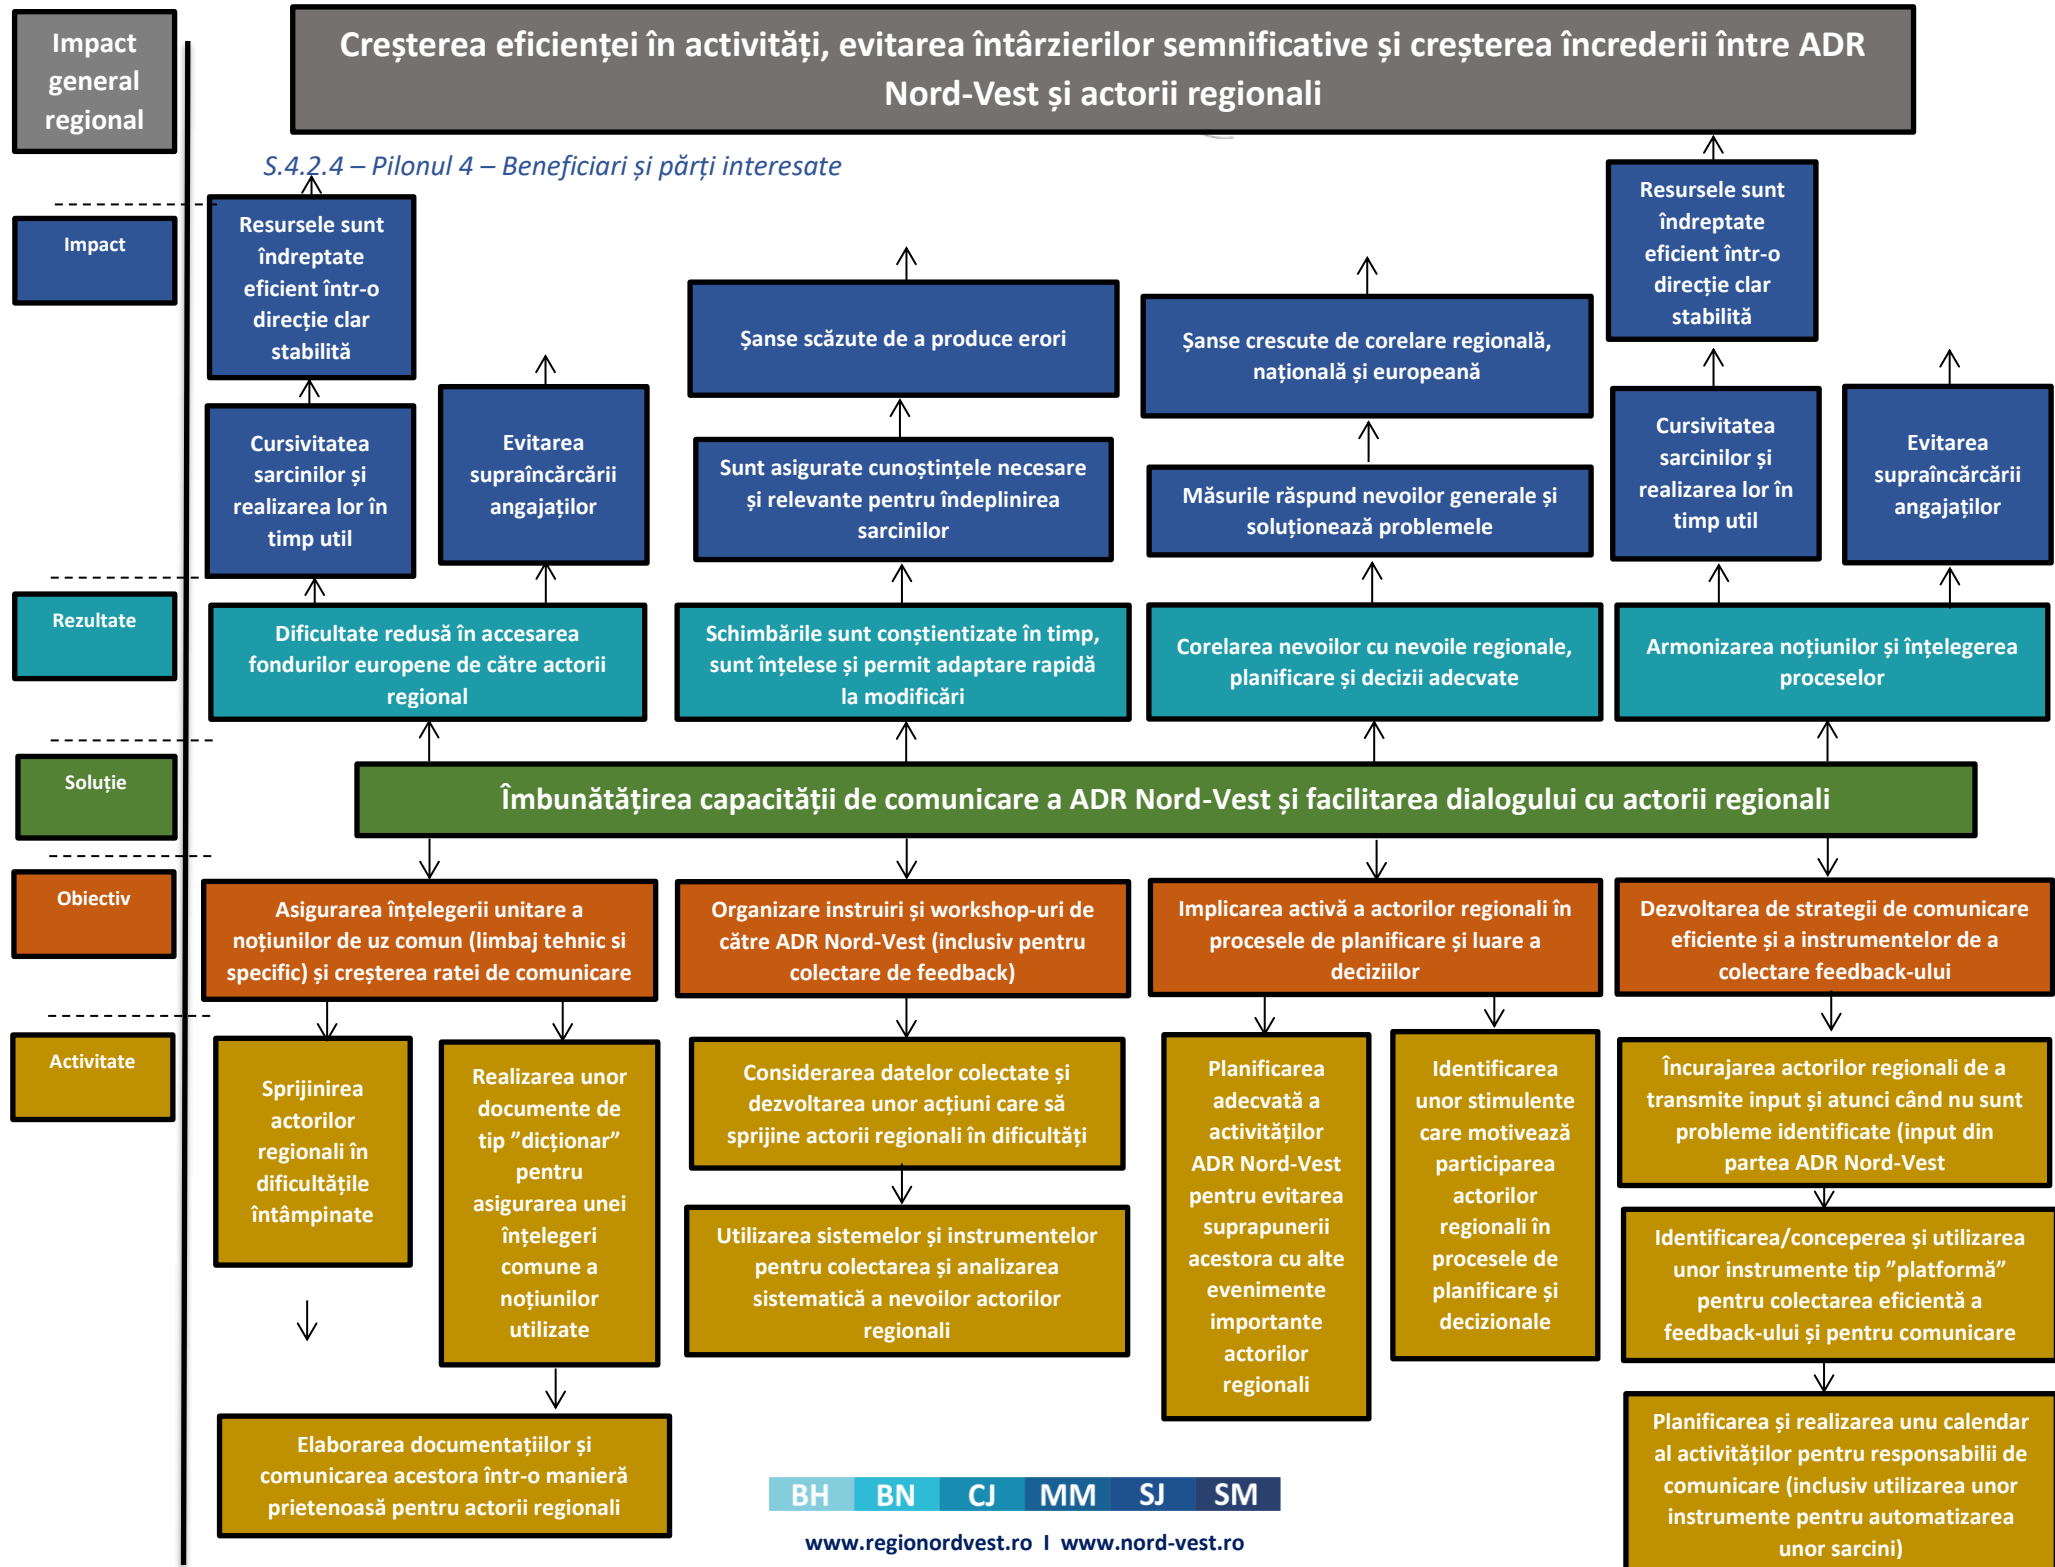 Impact
general
regional
Creșterea eficienței în activități, evitarea întârzierilor semnificative și creșterea încrederii între ADR
Nord-Vest și actorii regionali
S.4.2.4 – Pilonul 4 – Beneficiari și părți interesate
Impact
Resursele sunt
îndreptate
eficient într-o
direcție clar
stabilită
Șanse scăzute de a produce erori
Șanse crescute de corelare regională,
națională și europeană
Resursele sunt
îndreptate
eficient într-o
direcție clar
stabilită
Cursivitatea
sarcinilor și
realizarea lor în
timp util
Evitarea
supraîncărcării
angajaților
Sunt asigurate cunoștințele necesare
și relevante pentru îndeplinirea
sarcinilor
Măsurile răspund nevoilor generale și
soluționează problemele
Cursivitatea
sarcinilor și
realizarea lor în
timp util
Evitarea
supraîncărcării
angajaților
Rezultate
Dificultate redusă în accesarea
fondurilor europene de către actorii
regional
Schimbările sunt conștientizate în timp,
sunt înțelese și permit adaptare rapidă
la modificări
Corelarea nevoilor cu nevoile regionale,
planificare și decizii adecvate
Armonizarea noțiunilor și înțelegerea
proceselor
Soluție
Îmbunătățirea capacității de comunicare a ADR Nord-Vest și facilitarea dialogului cu actorii regionali
Obiectiv
Asigurarea înțelegerii unitare a
noțiunilor de uz comun (limbaj tehnic si
specific) și creșterea ratei de comunicare
Organizare instruiri și workshop-uri de
către ADR Nord-Vest (inclusiv pentru
colectare de feedback)
Implicarea activă a actorilor regionali în
procesele de planificare și luare a
deciziilor
Dezvoltarea de strategii de comunicare
eficiente și a instrumentelor de a
colectare feedback-ului
Activitate
Sprijinirea
actorilor
regionali în
dificultățile
întâmpinate
Realizarea unor
documente de
tip ”dicționar”
pentru
asigurarea unei
înțelegeri
comune a
noțiunilor
utilizate
Considerarea datelor colectate și
dezvoltarea unor acțiuni care să
sprijine actorii regionali în dificultăți
Utilizarea sistemelor și instrumentelor
pentru colectarea și analizarea
sistematică a nevoilor actorilor
regionali
Planificarea
adecvată a
activităților
ADR Nord-Vest
pentru evitarea
suprapunerii
acestora cu alte
evenimente
importante
actorilor
regionali
Identificarea
unor stimulente
care motivează
participarea
actorilor
regionali în
procesele de
planificare și
decizionale
Încurajarea actorilor regionali de a
transmite input și atunci când nu sunt
probleme identificate (input din
partea ADR Nord-Vest
Identificarea/conceperea și utilizarea
unor instrumente tip ”platformă”
pentru colectarea eficientă a
feedback-ului și pentru comunicare
Elaborarea documentațiilor și
comunicarea acestora într-o manieră
prietenoasă pentru actorii regionali
Planificarea și realizarea unu calendar
al activităților pentru responsabilii de
comunicare (inclusiv utilizarea unor
instrumente pentru automatizarea
unor sarcini)
BH BN CJ MM SJ SM
www.regionordvest.ro I www.nord-vest.ro